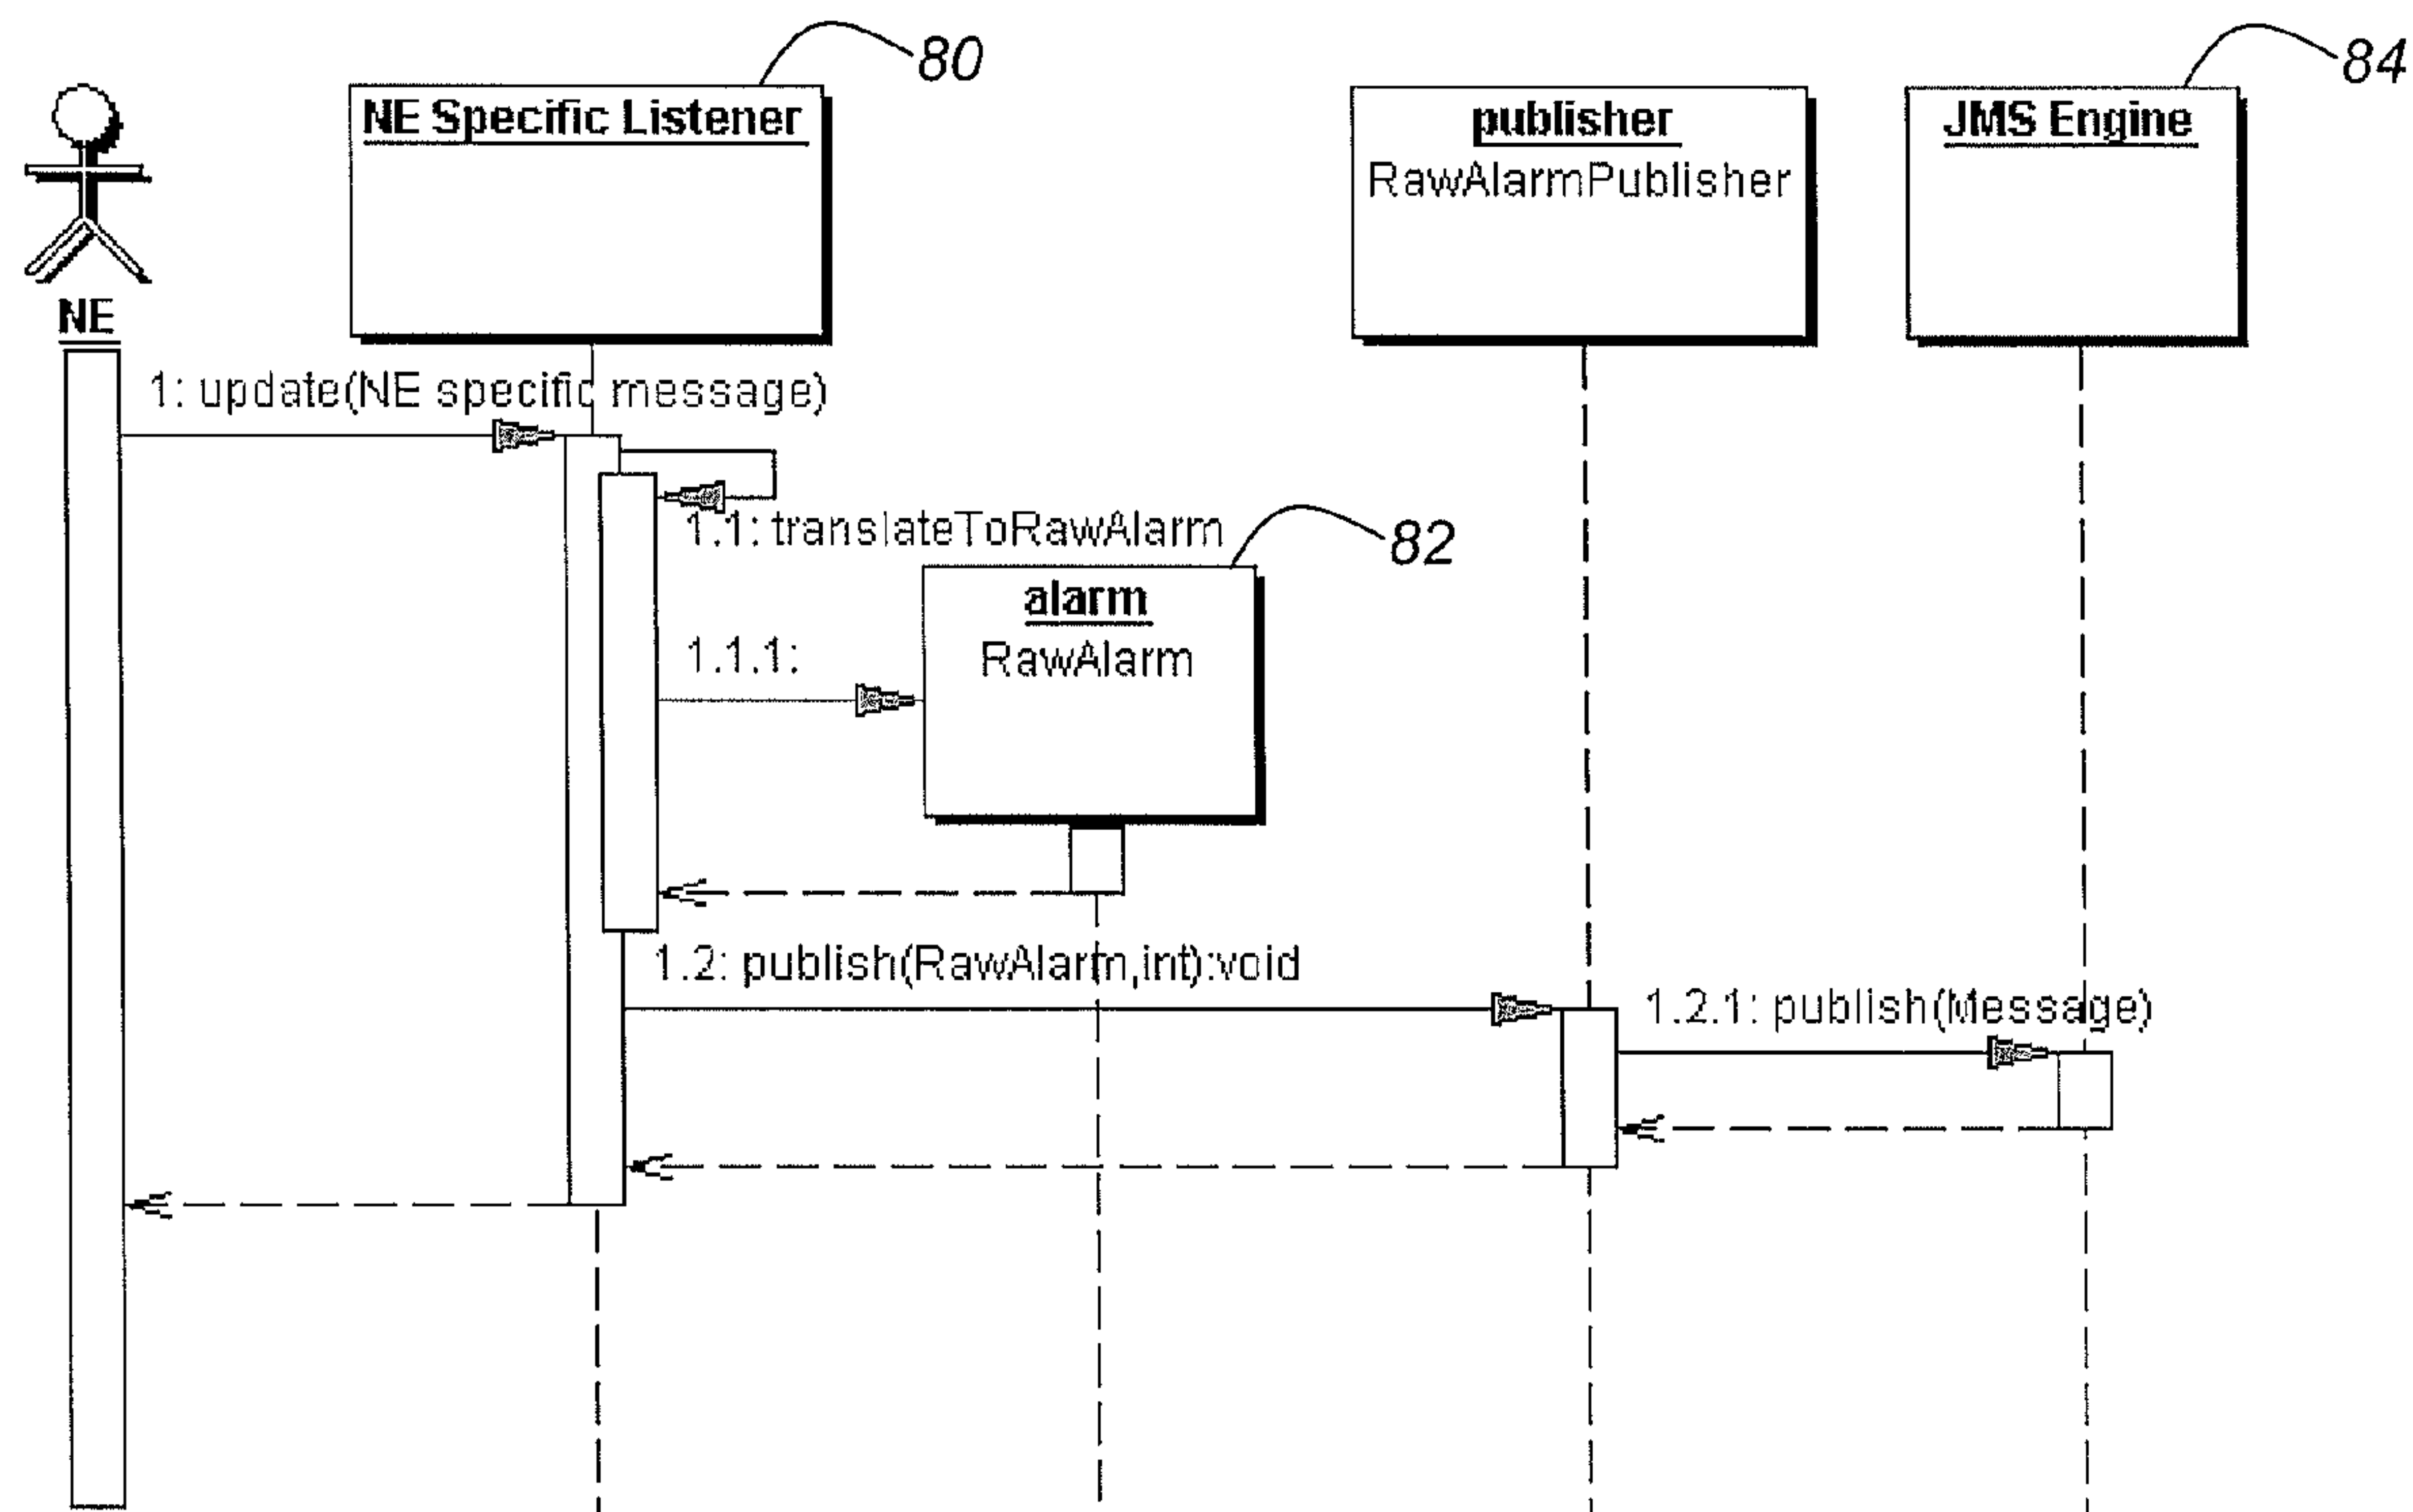 80
84
NE Specific Listener
publisher
RawAlarmPublisher
JMS Engine
NE
1: update(NE specific message)
1.1: translateToRawAlarm
82
alarm
RawAlarm
1.1.1:
1.2: publish(RawAlarm,int):void
1.2.1: publish(Message)